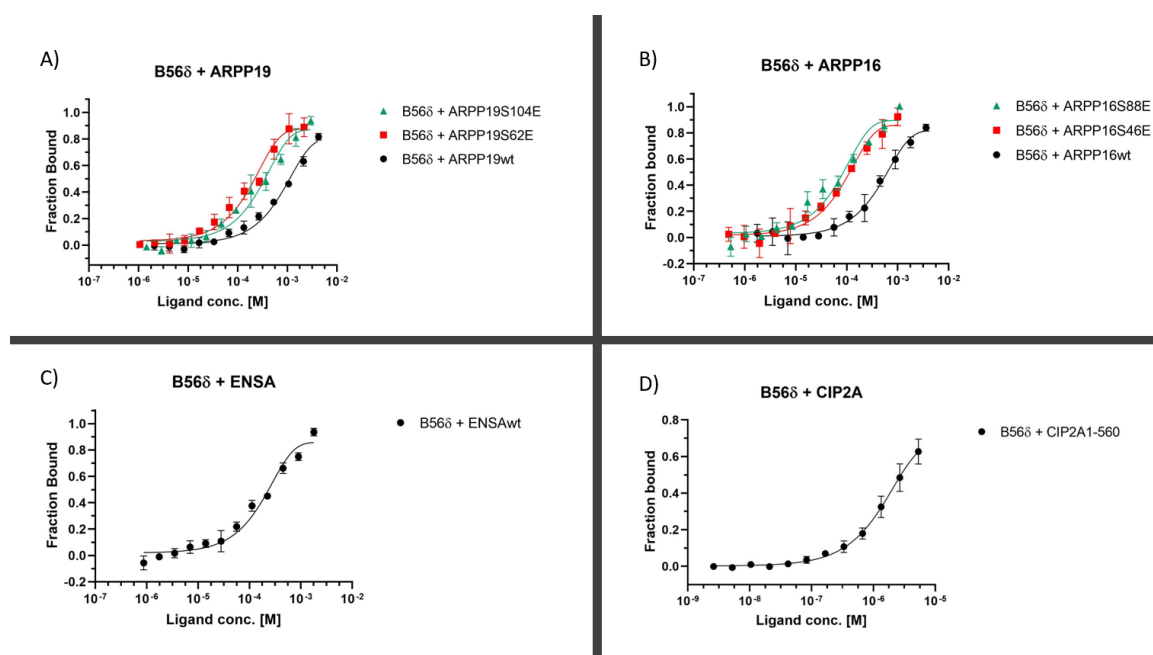 A)
B56δ + ARPP19
Fraction Bound
1.0
0.8
0.6
0.4
0.2
0.0
10-7
10-6
10-5
10-4
10-3
10-2
Ligand conc. [M]
B56δ + ARPP19S104E
B56δ + ARPP19S62E
B56δ + ARPP19wt
B)
B56δ + ARPP16
Fraction Bound
1.0
0.8
0.6
0.4
0.2
0.0
-0.2
10-7
10-6
10-5
10-4
10-3
10-2
Ligand conc. [M]
B56δ + ARPP16S88E
B56δ + ARPP16S46E
B56δ + ARPP16wt
C)
B56δ + ENSA
Fraction Bound
1.0
0.8
0.6
0.4
0.2
0.0
-0.2
10-7
10-6
10-5
10-4
10-3
10-2
Ligand conc. [M]
B56δ + ENSAwt
D)
B56δ + CIP2A
Fraction bound
0.8
0.6
0.4
0.2
0.0
10-9
10-8
10-7
10-6
10-5
Ligand conc. [M]
B56δ + CIP2A1-560